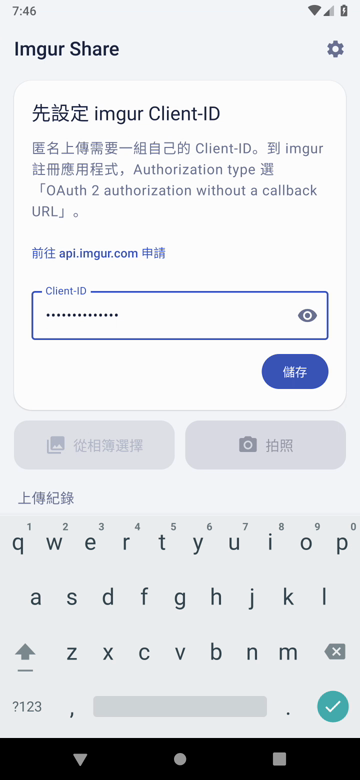 7:46
Imgur Share
先設定 imgur Client-ID
匿名上傳需要一組自己的 Client-ID。到 imgur
註冊應用程式，Authorization type 選
「OAuth 2 authorization without a callback
URL」。
前往 api.imgur.com 申請
Client-ID
••••••••••••••
儲存
從相簿選擇
拍照
上傳紀錄
1 2 3 4 5 6 7 8 9 0
q w e r t y u i o p
a s d f g h j k l
z x c v b n m
?123 , .